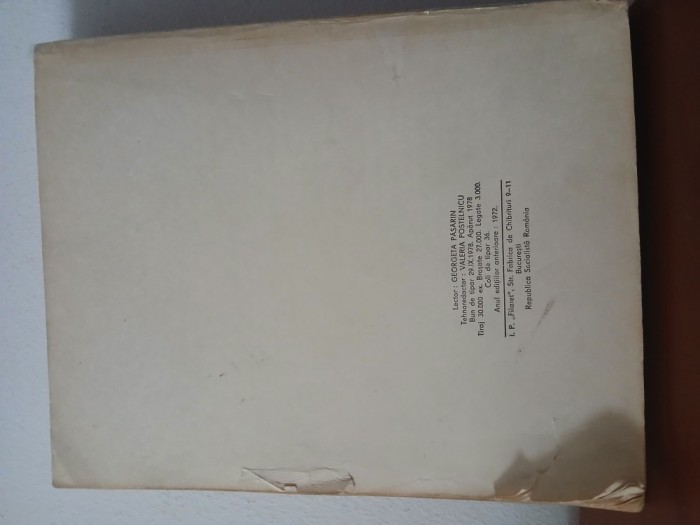 Lector : GEORGETA PASARIN
Tehnoredactor : VALERIA POSTELNICU
Bun de tipar 29.IX.1978. Apărut 1978
Tiraj 30.000 ex. Broșate 27.000. Legate 3.000.
Coli de tipar 36.
Anul edițiilor anterioare : 1972.
I. P. „Filaret", Str. Fabrica de Chibrituri 9—11
București
Republica Socialistă România